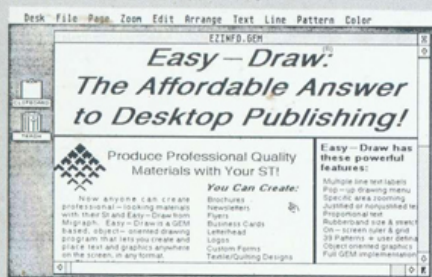 Desk File Page Zoom Edit Arrange Text Line Pattern Color
EZINFO.GEM
Easy—Draw:®
The Affordable Answer
to Desktop Publishing!
CLIPBOARD
TRASH
Produce Professional Quality
Materials with Your ST!
Now anyone can create
professional—looking materials
with their St and Easy—Draw from
Migraph. Easy—Draw is a GEM
based, object—oriented drawing
program that lets you create and
place text and graphics anywhere
on the screen, in any format.
You Can Create:
Brochures
Newsletters
Flyers
Business Cards
Letterhead
Logos
Custom Forms
Textile/Quilting Designs
Easy—Draw has
these powerful
features:
Multiple line text labels
Pop—up drawing menu
Specific area zooming
Justified or nonjustified text
Proportional text
Rubberband size & stretch
On—screen ruler & grid
39 Patterns + user defined
Object oriented graphics
Full GEM implementation